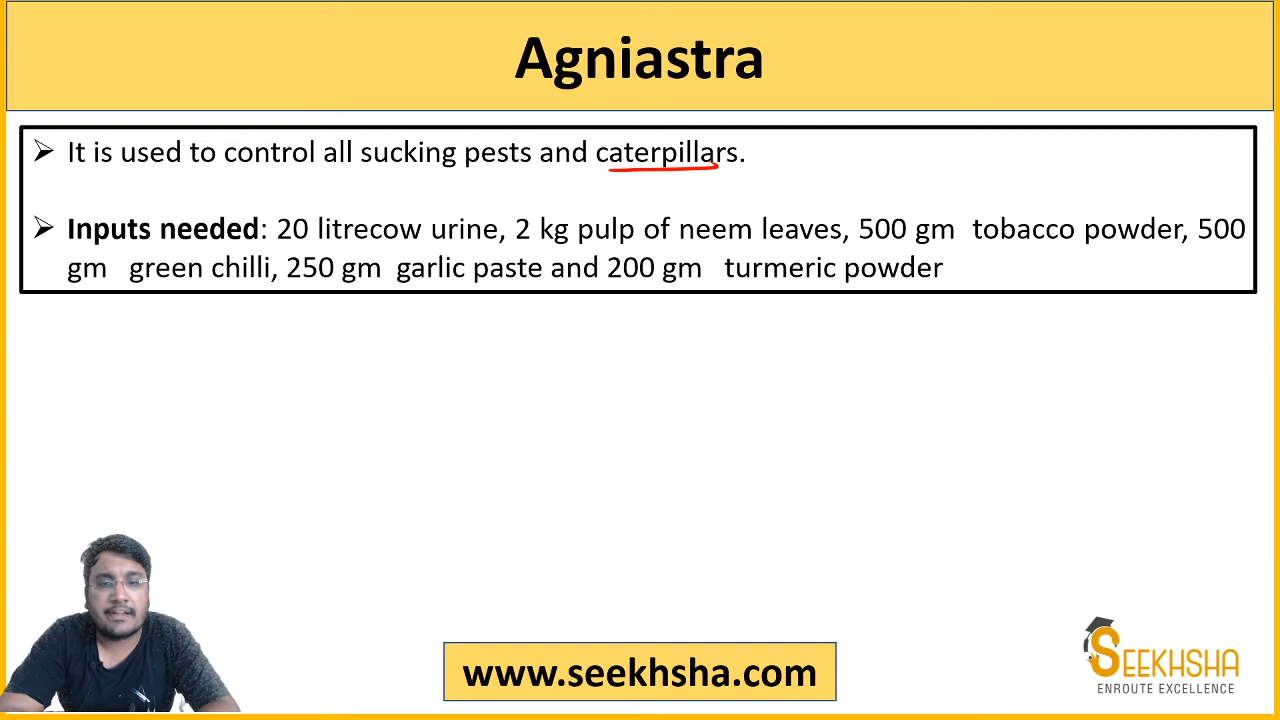 Agniastra
➢ It is used to control all sucking pests and caterpillars.
➢ Inputs needed: 20 litrecow urine, 2 kg pulp of neem leaves, 500 gm tobacco powder, 500
gm green chilli, 250 gm garlic paste and 200 gm turmeric powder
www.seekhsha.com
SEEKHSHA
ENROUTE EXCELLENCE